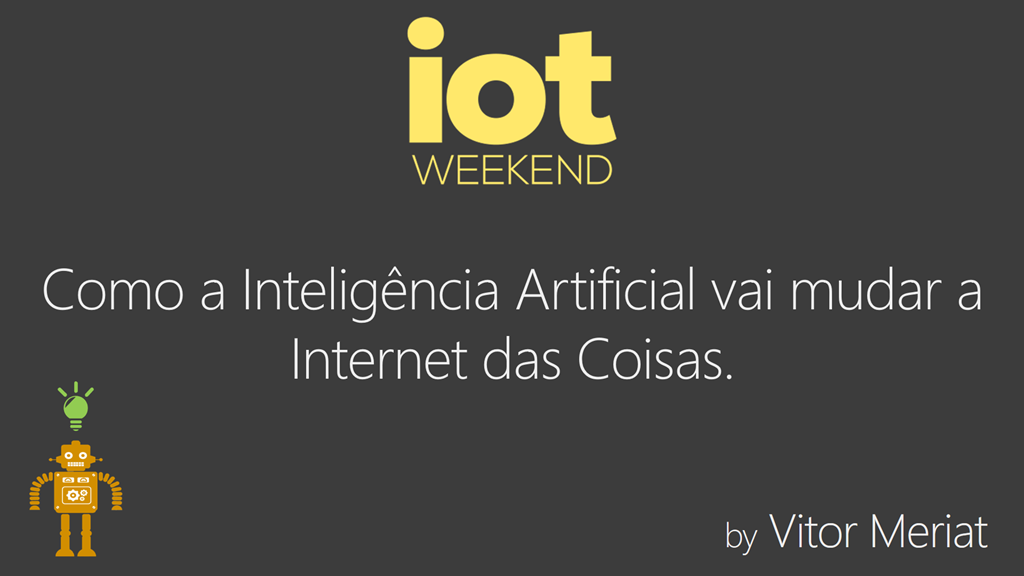 iot
WEEKEND
Como a Inteligência Artificial vai mudar a
Internet das Coisas.
by Vitor Meriat